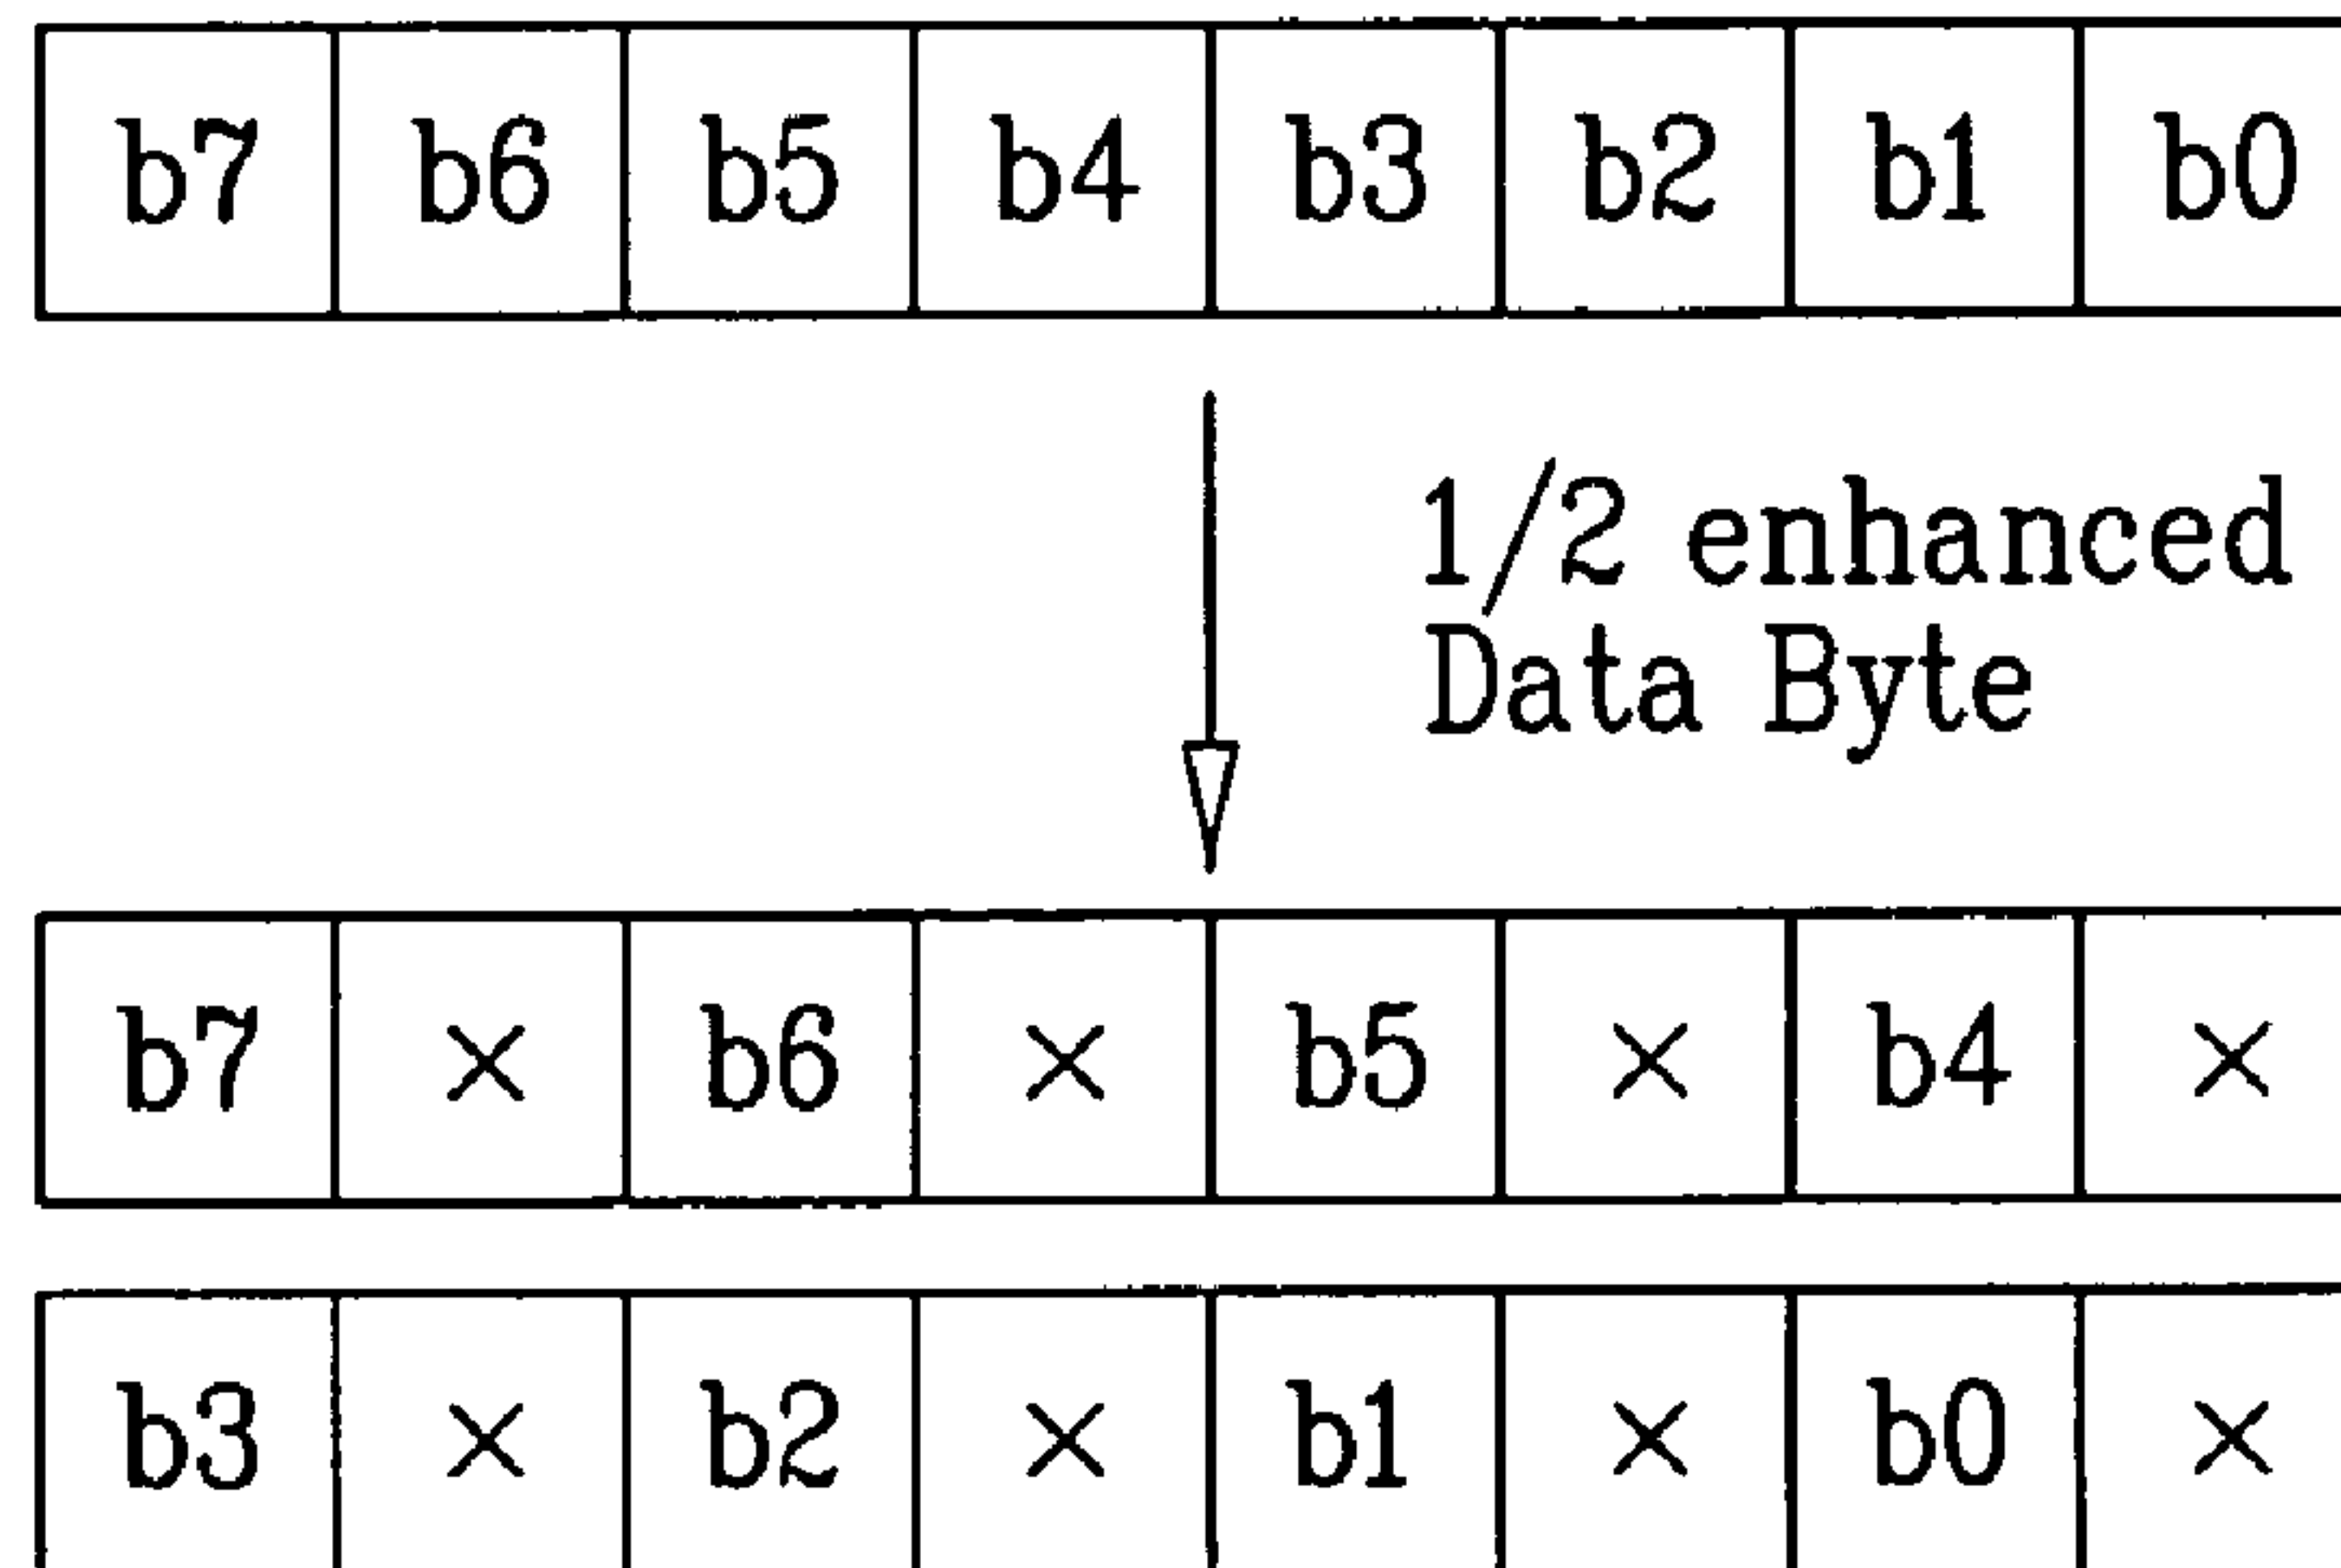 b7 b6 b5 b4 b3 b2 b1 b0
1/2 enhanced
Data Byte
b7 × b6 × b5 × b4 ×
b3 × b2 × b1 × b0 ×